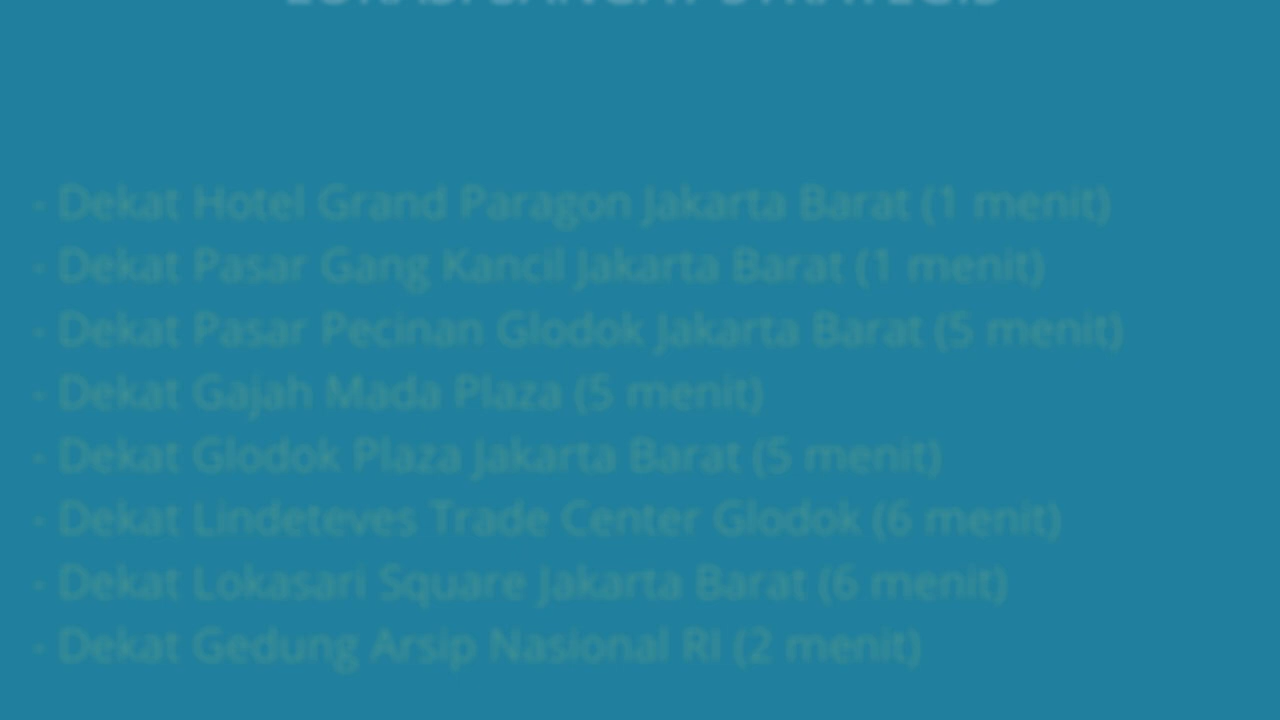 LOKASI SANGAT STRATEGIS
- Dekat Hotel Grand Paragon Jakarta Barat (1 menit)
- Dekat Pasar Gang Kancil Jakarta Barat (1 menit)
- Dekat Pasar Pecinan Glodok Jakarta Barat (5 menit)
- Dekat Gajah Mada Plaza (5 menit)
- Dekat Glodok Plaza Jakarta Barat (5 menit)
- Dekat Lindeteves Trade Center Glodok (6 menit)
- Dekat Lokasari Square Jakarta Barat (6 menit)
- Dekat Gedung Arsip Nasional RI (2 menit)